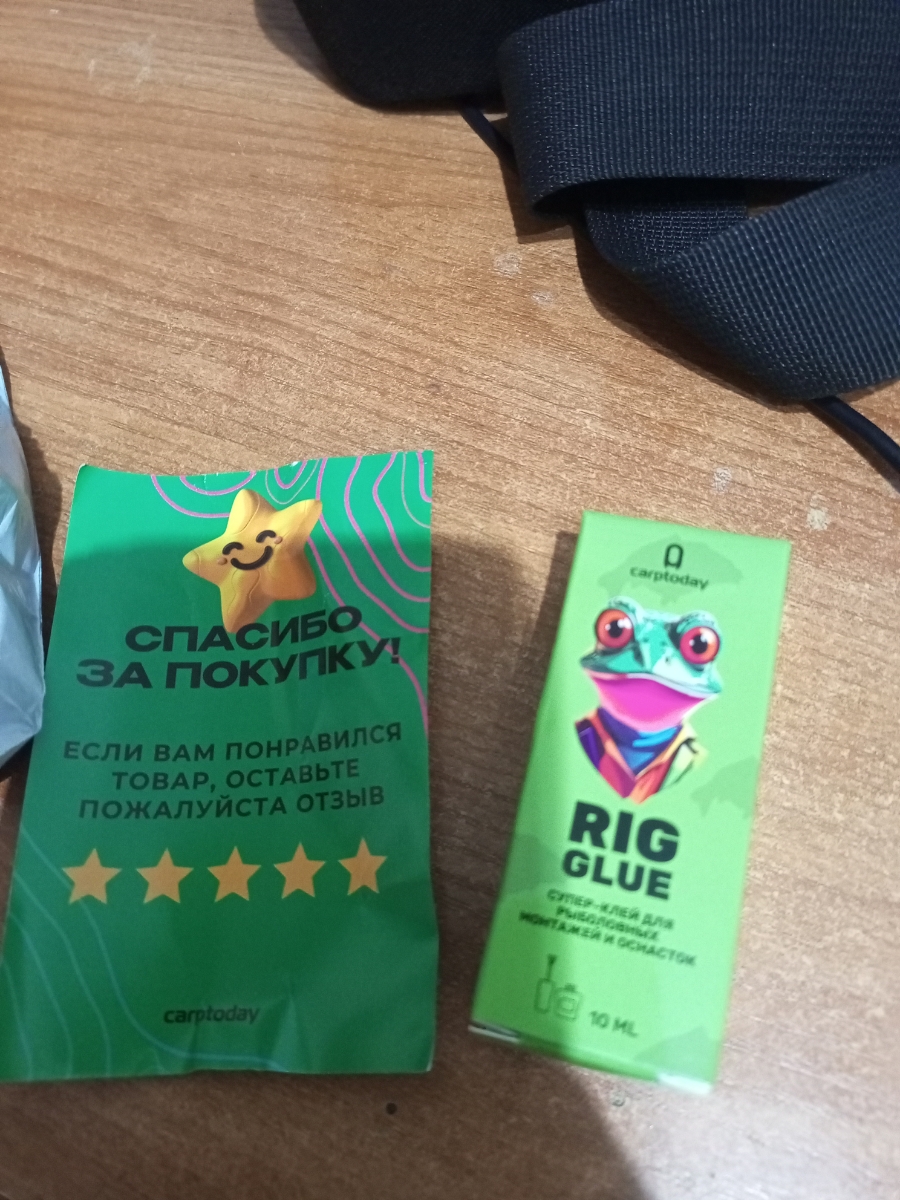 СПАСИБО
ЗА ПОКУПКУ!
ЕСЛИ ВАМ ПОНРАВИЛСЯ
ТОВАР, ОСТАВЬТЕ
ПОЖАЛУЙСТА ОТЗЫВ
carptoday
carptoday
RIG
GLUE
СУПЕР-КЛЕЙ ДЛЯ
РЫБОЛОВНЫХ
МОНТАЖЕЙ И ОСНАСТОК
10 ML